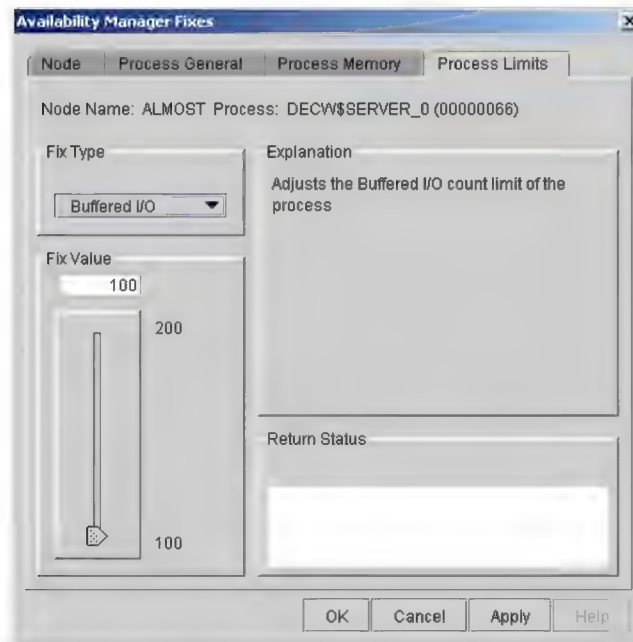 Availability Manager Fixes
Node Process General Process Memory Process Limits
Node Name: ALMOST Process: DECW$SERVER_0 (00000066)
Fix Type
Buffered I/O
Explanation
Adjusts the Buffered I/O count limit of the
process
Fix Value
100
200
100
Return Status
OK Cancel Apply Help